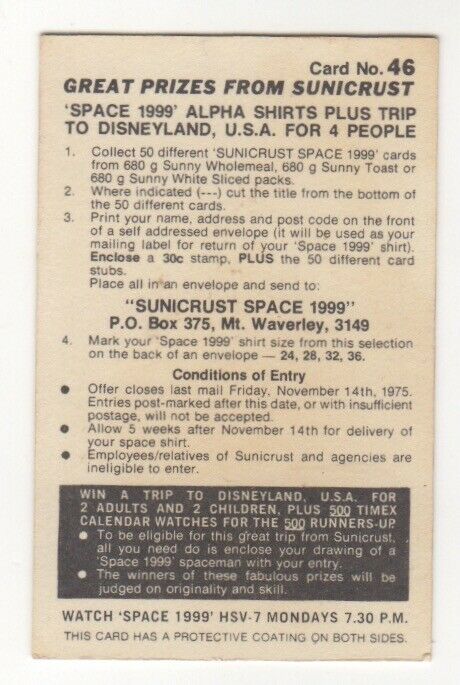 Card No. 46
GREAT PRIZES FROM SUNICRUST
'SPACE 1999' ALPHA SHIRTS PLUS TRIP
TO DISNEYLAND, U.S.A. FOR 4 PEOPLE
1. Collect 50 different 'SUNICRUST SPACE 1999' cards
from 680 g Sunny Wholemeal, 680 g Sunny Toast or
680 g Sunny White Sliced packs.
2. Where indicated (---) cut the title from the bottom of
the 50 different cards.
3. Print your name, address and post code on the front
of a self addressed envelope (it will be used as your
mailing label for return of your 'Space 1999' shirt).
Enclose a 30c stamp, PLUS the 50 different card
stubs.
Place all in an envelope and send to:
"SUNICRUST SPACE 1999"
P.O. Box 375, Mt. Waverley, 3149
4. Mark your 'Space 1999' shirt size from this selection
on the back of an envelope — 24, 28, 32, 36.
Conditions of Entry
● Offer closes last mail Friday, November 14th, 1975.
Entries post-marked after this date, or with insufficient
postage, will not be accepted.
● Allow 5 weeks after November 14th for delivery of
your space shirt.
● Employees/relatives of Sunicrust and agencies are
ineligible to enter.
WIN A TRIP TO DISNEYLAND, U.S.A. FOR
2 ADULTS AND 2 CHILDREN, PLUS 500 TIMEX
CALENDAR WATCHES FOR THE 500 RUNNERS-UP
● To be eligible for this great trip from Sunicrust,
all you need do is enclose your drawing of a
'Space 1999' spaceman with your entry.
● The winners of these fabulous prizes will be
judged on originality and skill.
WATCH 'SPACE 1999' HSV-7 MONDAYS 7.30 P.M.
THIS CARD HAS A PROTECTIVE COATING ON BOTH SIDES.